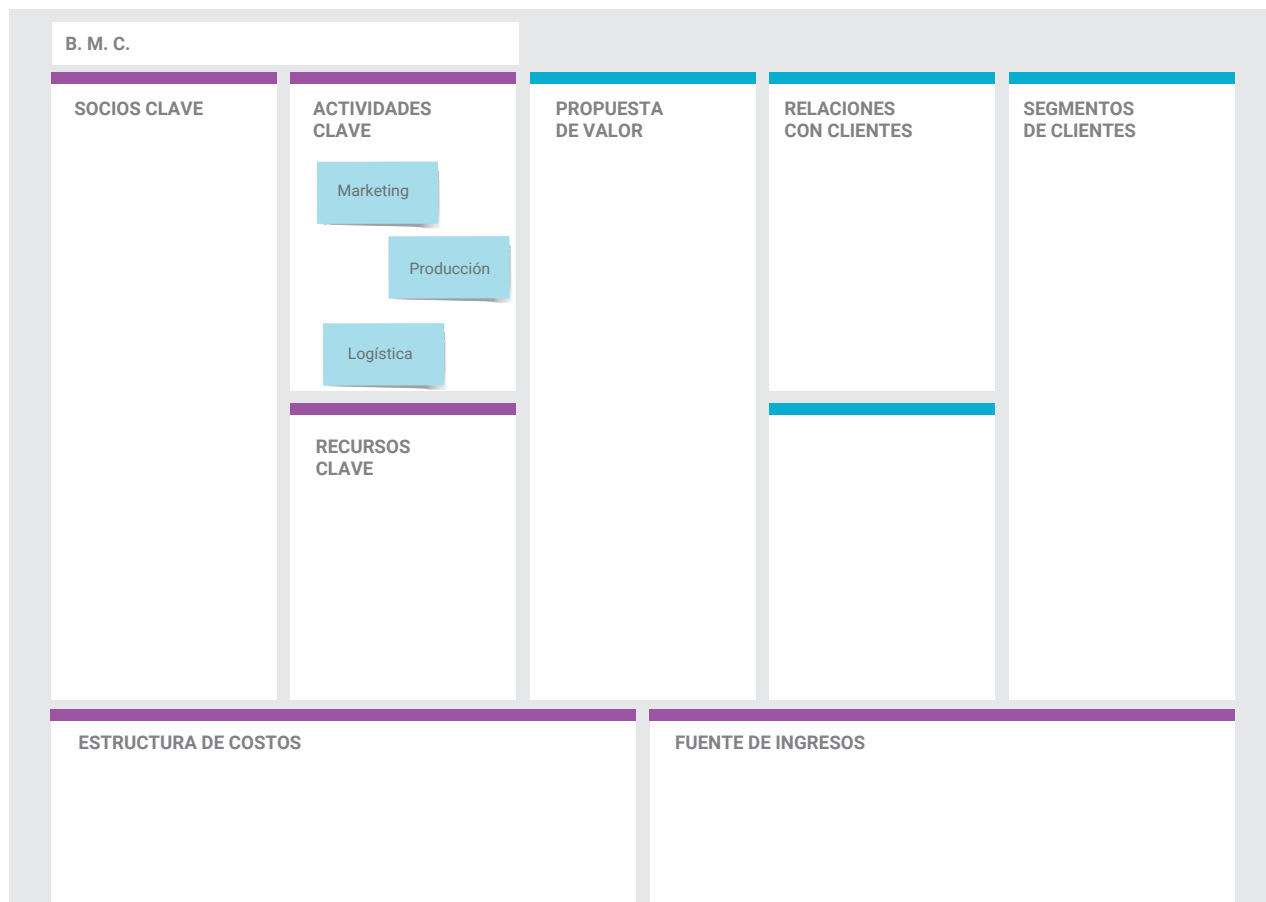 B. M. C.
SOCIOS CLAVE
ACTIVIDADES
CLAVE
Marketing
Producción
Logística
RECURSOS
CLAVE
PROPUESTA
DE VALOR
RELACIONES
CON CLIENTES
SEGMENTOS
DE CLIENTES
ESTRUCTURA DE COSTOS
FUENTE DE INGRESOS